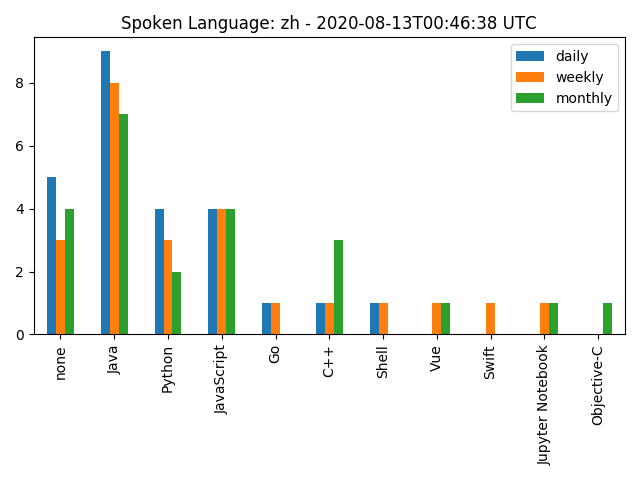 Spoken Language: zh - 2020-08-13T00:46:38 UTC
daily
weekly
monthly
8
6
4
2
0
none
Java
Python
JavaScript
Go
C++
Shell
Vue
Swift
Jupyter Notebook
Objective-C